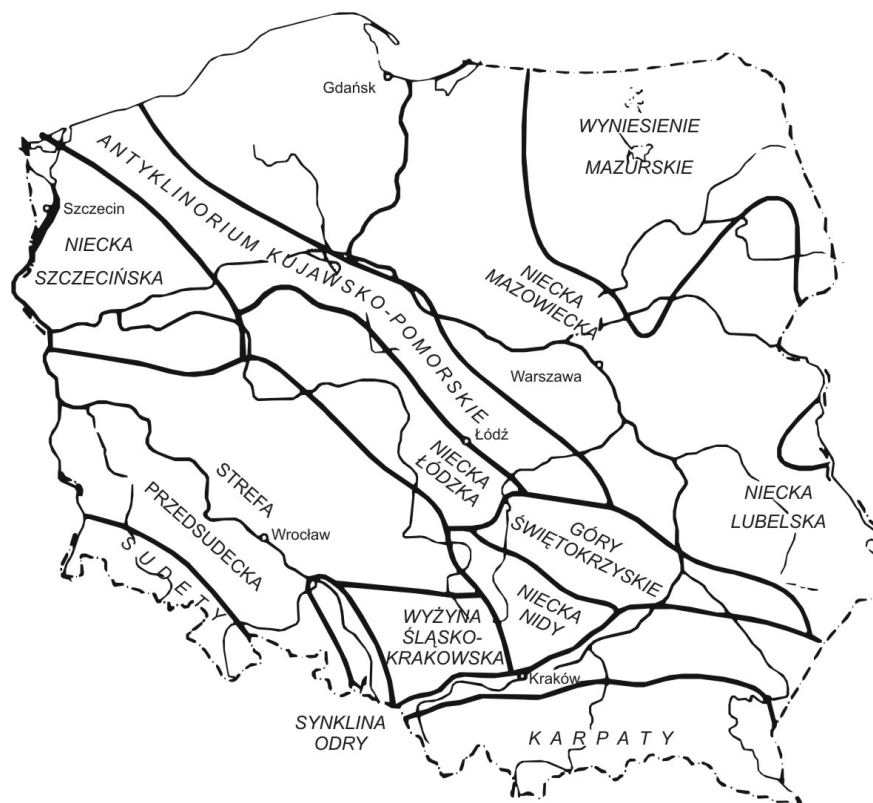 Gdańsk
WYNIESIENIE
MAZURSKIE
ANTYKLINORIUM KUJAWSKO-POMORSKIE
Szczecin
NIECKA
SZCZECIŃSKA
NIECKA
MAZOWIECKA
Warszawa
Łódź
NIECKA
ŁÓDZKA
STREFA
PRZEDSUDECKA
Wrocław
SUDETY
GÓRY
ŚWIĘTOKRZYSKIE
NIECKA
LUBELSKA
NIECKA
NIDY
WYŻYNA
ŚLĄSKO-
KRAKOWSKA
Kraków
SYNKLINA
ODRY
KARPATY